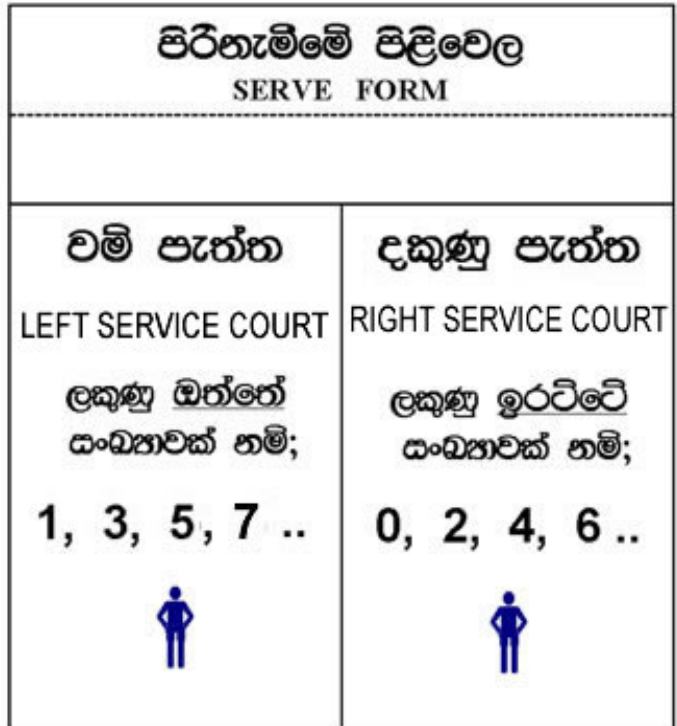 පිරිනැමීමේ පිළිවෙල
SERVE FORM
වම් පැත්ත
LEFT SERVICE COURT
ලකුණු ඔත්තේ
සංඛ්‍යාවක් නම්;
1, 3, 5, 7 ..
දකුණු පැත්ත
RIGHT SERVICE COURT
ලකුණු ඉරට්ටෙ
සංඛ්‍යාවක් නම්;
0, 2, 4, 6 ..